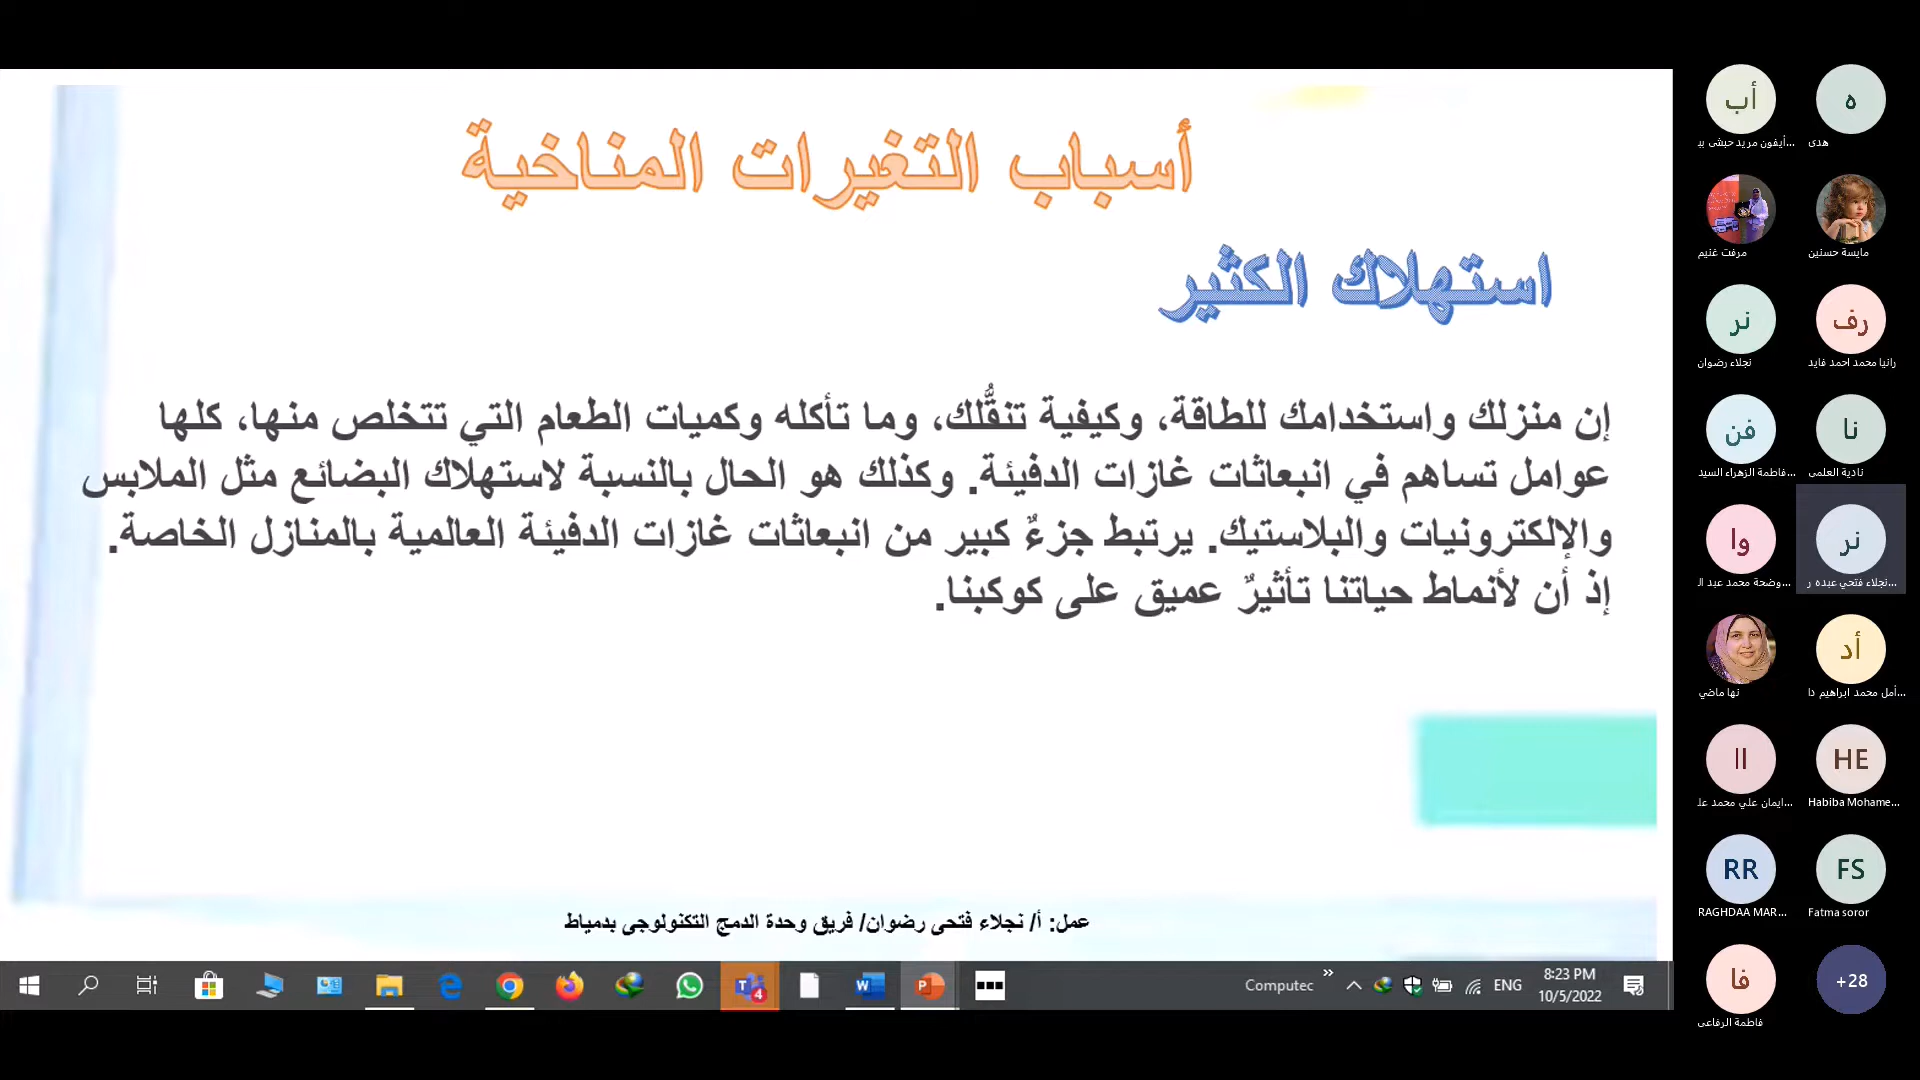 أسباب التغيرات المناخية
استهلاك الكثير
إن منزلك واستخدامك للطاقة، وكيفية تنقُّلك، وما تأكله وكميات الطعام التي تتخلص منها، كلها
عوامل تساهم في انبعاثات غازات الدفيئة. وكذلك هو الحال بالنسبة لاستهلاك البضائع مثل الملابس
والإلكترونيات والبلاستيك. يرتبط جزءٌ كبير من انبعاثات غازات الدفيئة العالمية بالمنازل الخاصة.
إذ أن لأنماط حياتنا تأثيرٌ عميق على كوكبنا.
عمل: أ/ نجلاء فتحى رضوان/ فريق وحدة الدمج التكنولوجى بدمياط
Computec
ENG
8:23 PM
10/5/2022
4
أب
ه
أيفون مريد حبشى بي...
هدى
مرفت غنيم
مايسة حسنين
نر
رف
نجلاء رضوان
رانيا محمد احمد فايد
فن
نا
فاطمة الزهراء السيد...
نادية العلمى
وا
نر
وضحة محمد عبد ال...
نجلاء فتحي عبده ر...
أد
نها ماضي
أمل محمد ابراهيم دا...
اا
HE
ايمان علي محمد عل...
Habiba Mohame...
RR
FS
RAGHDAA MAR...
Fatma soror
فا
+28
فاطمة الرفاعى